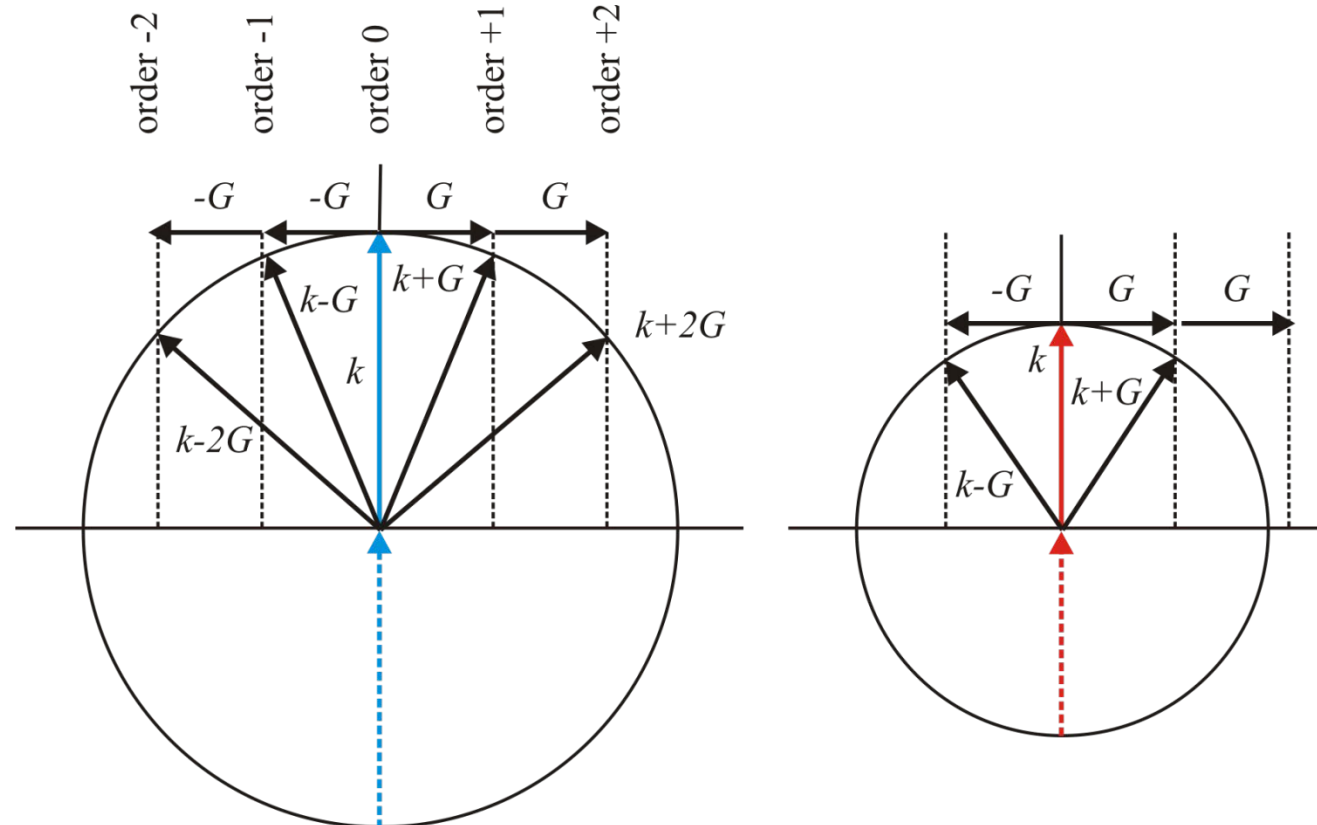 order -2
order -1
order 0
order +1
order +2
-G
-G
G
G
k-G
k+G
k+2G
k
k-2G
-G
G
G
k
k+G
k-G